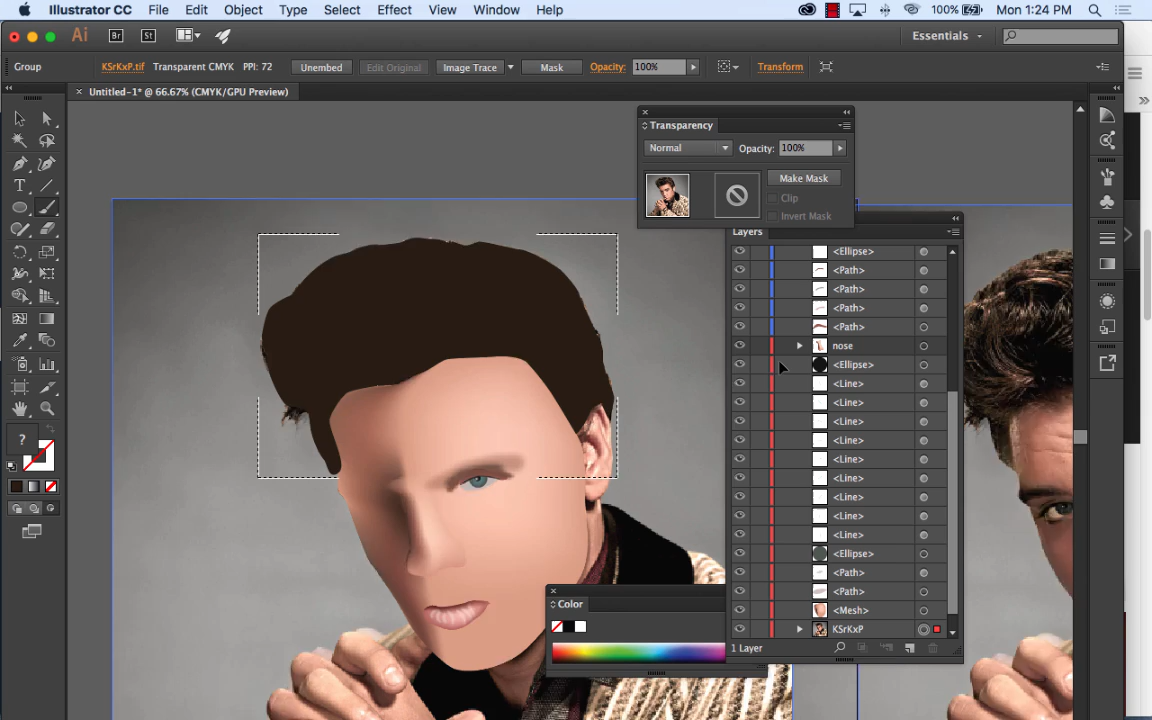 Illustrator CC File Edit Object Type Select Effect View Window Help 100% Mon 1:24 PM
Ai Br St Essentials
Group KSrKxP.tif Transparent CMYK PPI: 72 Unembed Edit Original Image Trace Mask Opacity: 100% Transform
Untitled-1* @ 66.67% (CMYK/GPU Preview)
Transparency
Normal Opacity: 100%
Make Mask
Clip
Invert Mask
Layers
<Ellipse>
<Path>
<Path>
<Path>
<Path>
nose
<Ellipse>
<Line>
<Line>
<Line>
<Line>
<Line>
<Line>
<Line>
<Line>
<Line>
<Ellipse>
<Path>
<Path>
<Mesh>
KSrKxP
1 Layer
Color
?